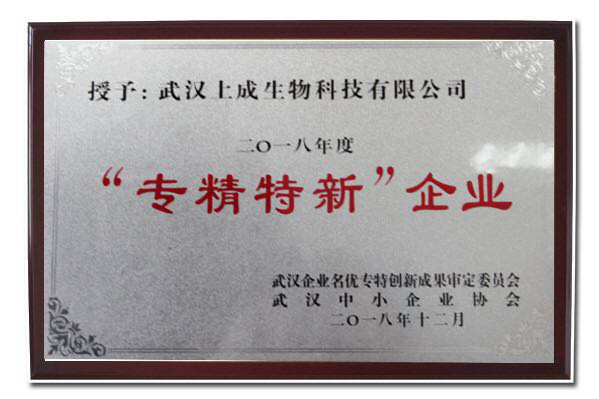 授予：武汉上成生物科技有限公司
二〇一八年度
“专精特新”企业
武汉企业名优专特创新成果审定委员会
武汉中小企业协会
二〇一八年十二月